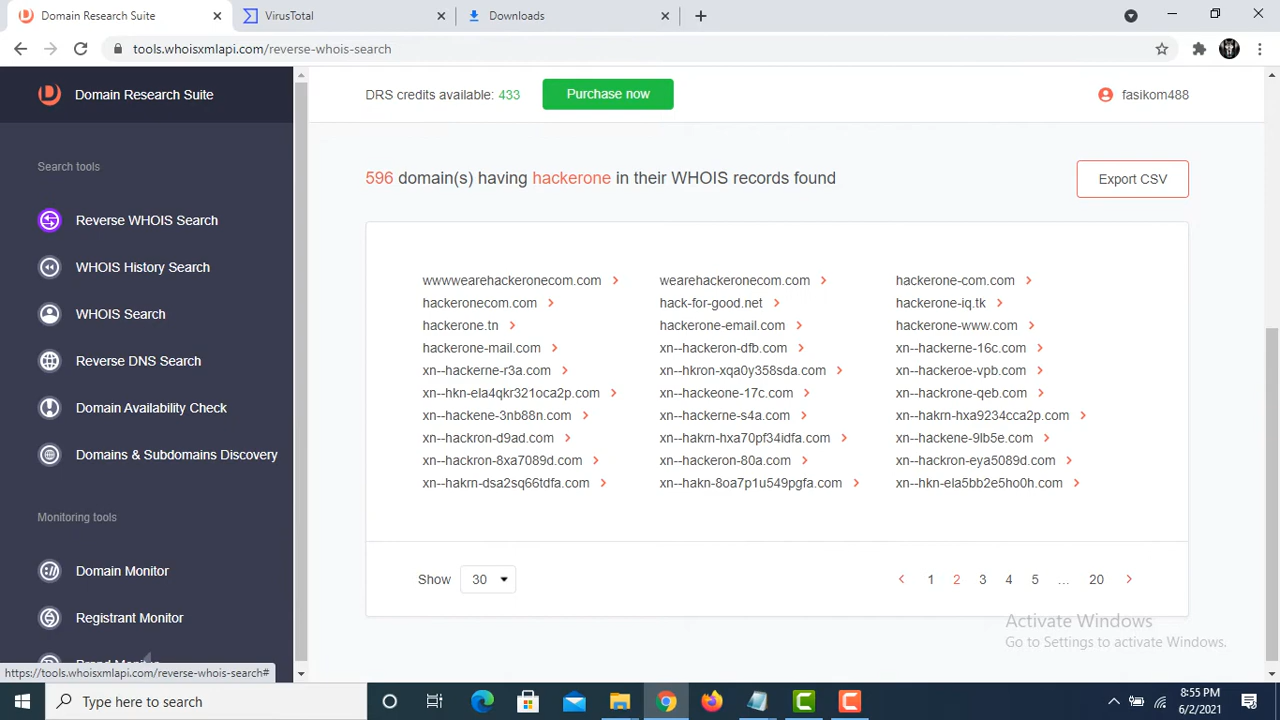 Domain Research Suite
VirusTotal
Downloads
tools.whoisxmlapi.com/reverse-whois-search
Domain Research Suite
DRS credits available: 433
Purchase now
fasikom488
Search tools
Reverse WHOIS Search
WHOIS History Search
WHOIS Search
Reverse DNS Search
Domain Availability Check
Domains & Subdomains Discovery
Monitoring tools
Domain Monitor
Registrant Monitor
Brand Monitor
https://tools.whoisxmlapi.com/reverse-whois-search#
596 domain(s) having hackerone in their WHOIS records found
Export CSV
wwwwearhackeronecom.com wearehackeronecom.com hackerone-com.com
hackeronecom.com hack-for-good.net hackerone-iq.tk
hackerone.tn hackerone-email.com hackerone-www.com
hackerone-mail.com xn--hackeron-dfb.com xn--hackerne-16c.com
xn--hackerne-r3a.com xn--hkron-xqa0y358sda.com xn--hackeroe-vpb.com
xn--hkn-ela4qkr321oca2p.com xn--hackeone-17c.com xn--hackrone-qeb.com
xn--hackene-3nb88n.com xn--hackerne-s4a.com xn--hakrn-hxa9234cca2p.com
xn--hackron-d9ad.com xn--hakrn-hxa70pf34idfa.com xn--hackene-9lb5e.com
xn--hackron-8xa7089d.com xn--hackeron-80a.com xn--hackron-eya5089d.com
xn--hakrn-dsa2sq66tdfa.com xn--hakn-8oa7p1u549pgfa.com xn--hkn-ela5bb2e5ho0h.com
Show 30
1 2 3 4 5 ... 20
Activate Windows
Go to Settings to activate Windows.
Type here to search
8:55 PM
6/2/2021